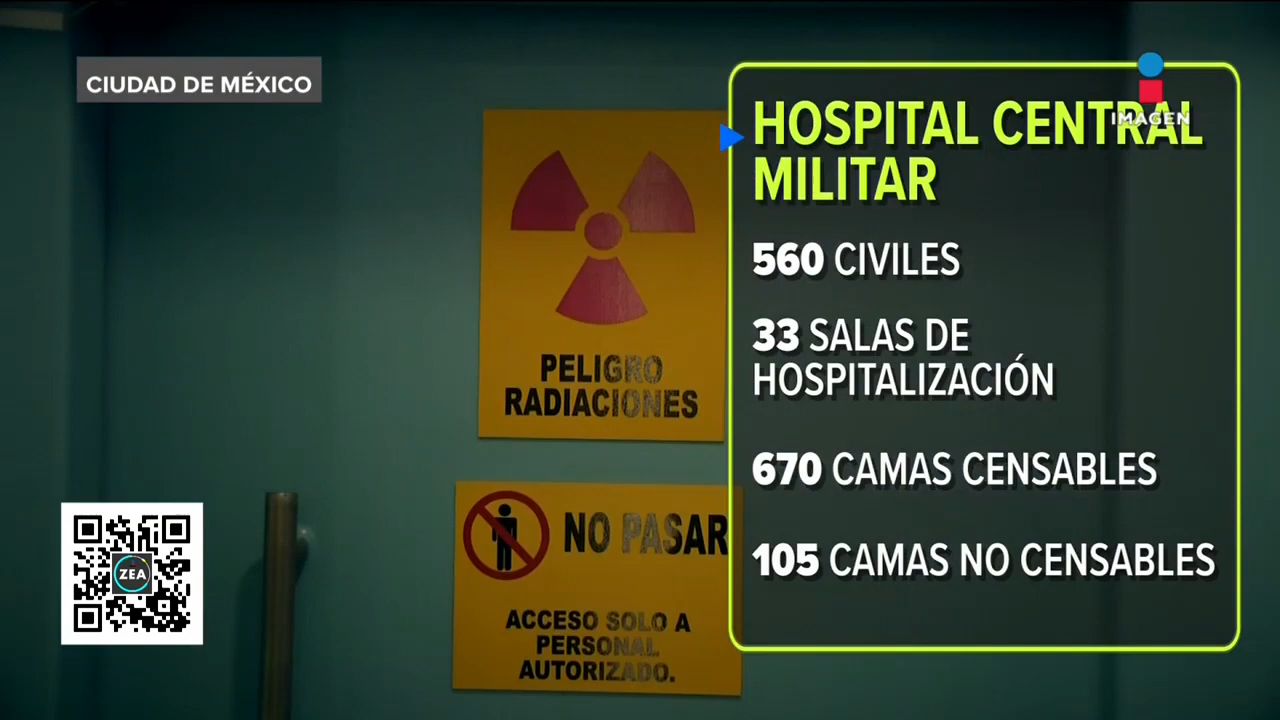 CIUDAD DE MÉXICO
IMAGEN
HOSPITAL CENTRAL
MILITAR
560 CIVILES
33 SALAS DE
HOSPITALIZACIÓN
670 CAMAS CENSABLES
105 CAMAS NO CENSABLES
PELIGRO
RADIACIONES
NO PASAR
ACCESO SOLO A
PERSONAL
AUTORIZADO.
ZEA